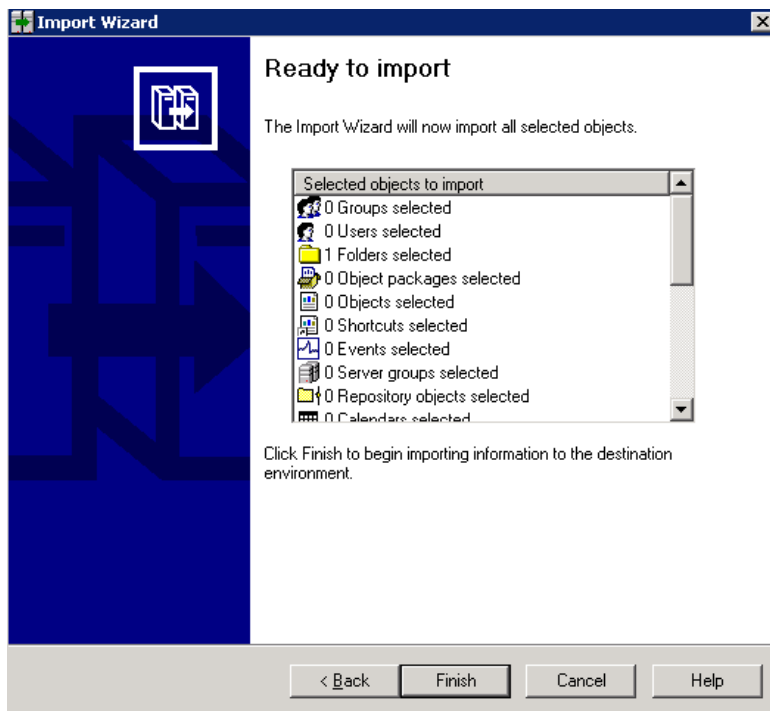 Import Wizard
Ready to import
The Import Wizard will now import all selected objects.
Selected objects to import
0 Groups selected
0 Users selected
1 Folders selected
0 Object packages selected
0 Objects selected
0 Shortcuts selected
0 Events selected
0 Server groups selected
0 Repository objects selected
0 Calendars selected
Click Finish to begin importing information to the destination
environment.
< Back
Finish
Cancel
Help